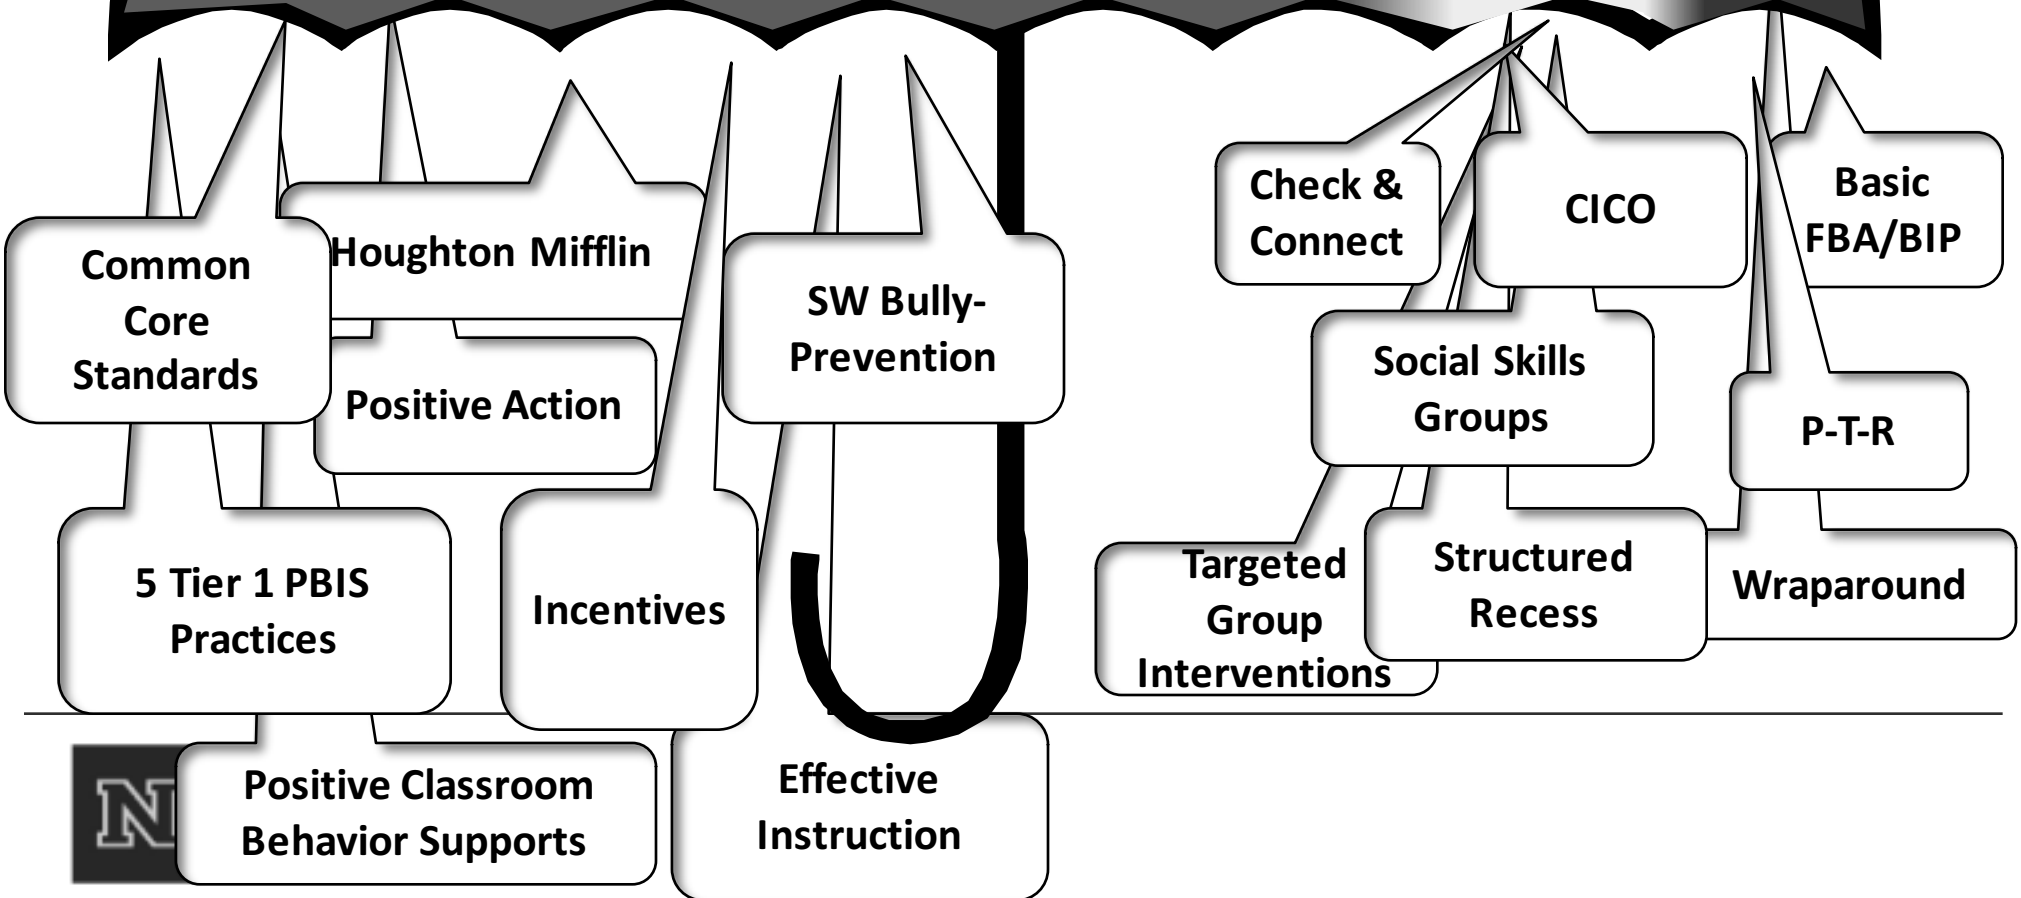 Common
Core
Standards
Houghton Mifflin
Positive Action
5 Tier 1 PBIS
Practices
Positive Classroom
Behavior Supports
Incentives
SW Bully-
Prevention
Effective
Instruction
Check &
Connect
CICO
Basic
FBA/BIP
Social Skills
Groups
P-T-R
Targeted
Group
Interventions
Structured
Recess
Wraparound
N